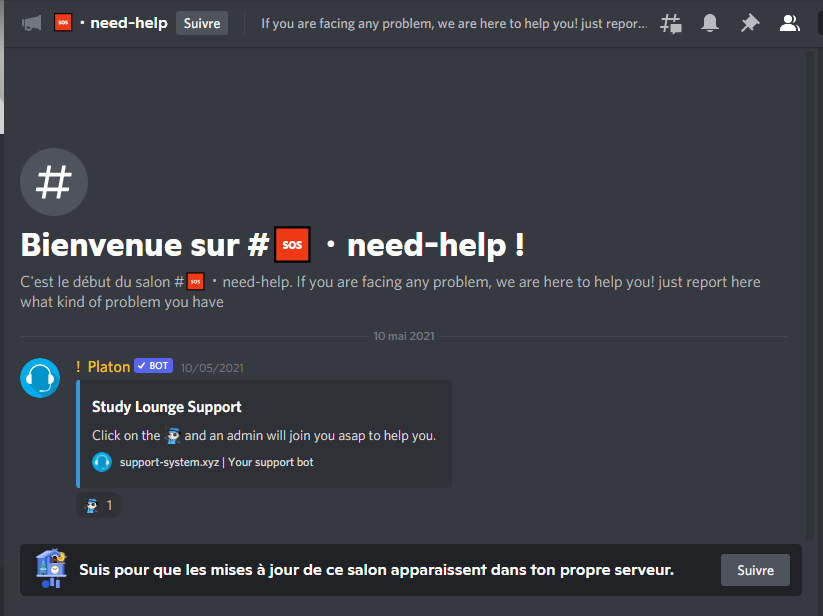 SOS · need-help Suivre If you are facing any problem, we are here to help you! just repor...
Bienvenue sur # SOS · need-help !
C'est le début du salon # SOS · need-help. If you are facing any problem, we are here to help you! just report here
what kind of problem you have
10 mai 2021
! Platon ✓ BOT 10/05/2021
Study Lounge Support
Click on the and an admin will join you asap to help you.
support-system.xyz | Your support bot
1
Suis pour que les mises à jour de ce salon apparaissent dans ton propre serveur. Suivre